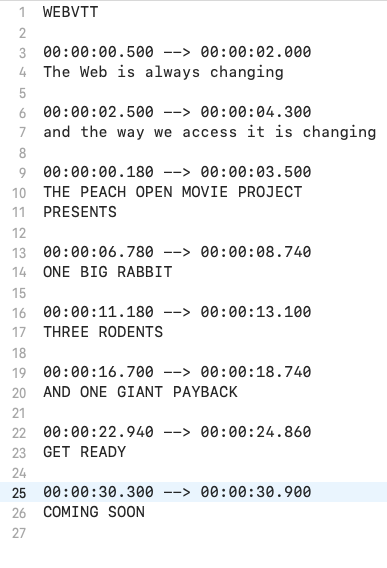 1 WEBVTT
2
3 00:00:00.500 --> 00:00:02.000
4 The Web is always changing
5
6 00:00:02.500 --> 00:00:04.300
7 and the way we access it is changing
8
9 00:00:00.180 --> 00:00:03.500
10 THE PEACH OPEN MOVIE PROJECT
11 PRESENTS
12
13 00:00:06.780 --> 00:00:08.740
14 ONE BIG RABBIT
15
16 00:00:11.180 --> 00:00:13.100
17 THREE RODENTS
18
19 00:00:16.700 --> 00:00:18.740
20 AND ONE GIANT PAYBACK
21
22 00:00:22.940 --> 00:00:24.860
23 GET READY
24
25 00:00:30.300 --> 00:00:30.900
26 COMING SOON
27